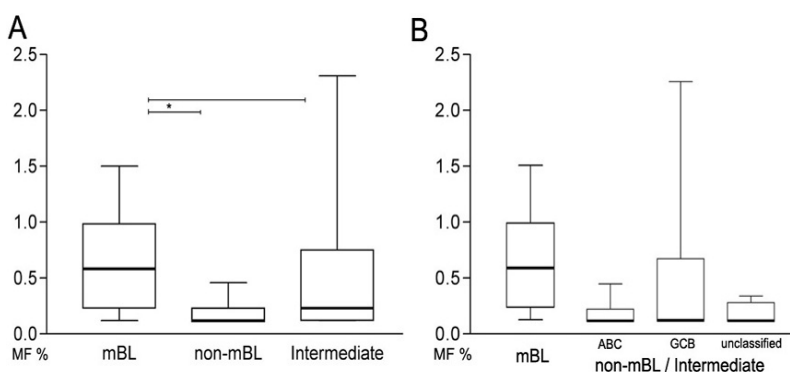 A
2.5
2.0
1.5
1.0
0.5
0.0
*
MF %
mBL
non-mBL
Intermediate
B
2.5
2.0
1.5
1.0
0.5
0.0
MF %
mBL
ABC
GCB
unclassified
non-mBL / Intermediate